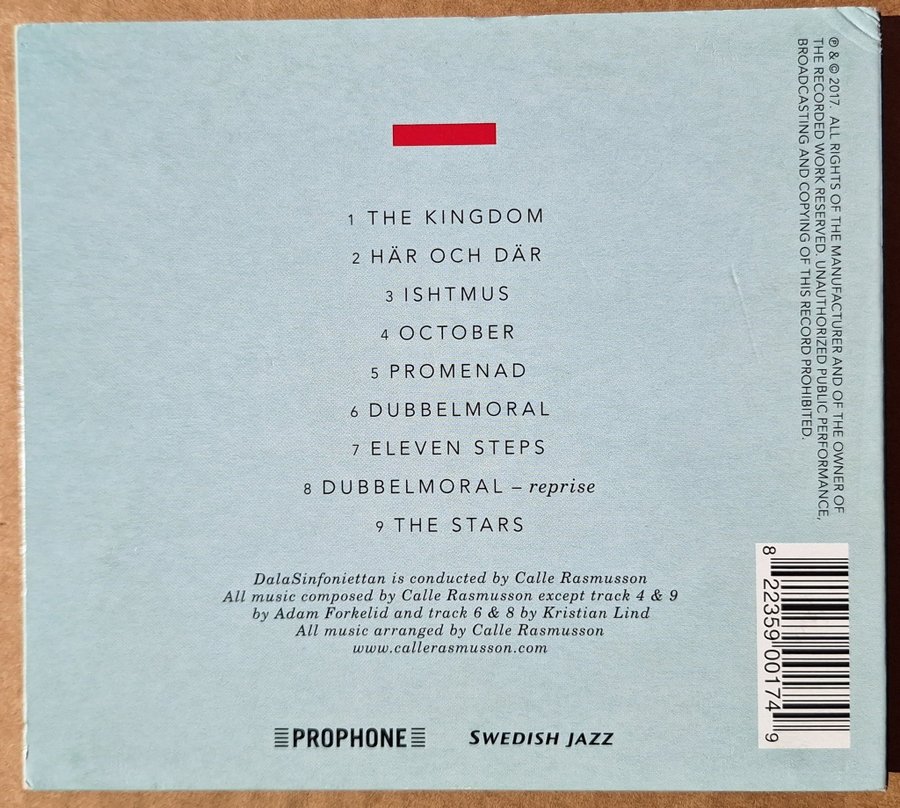 1 THE KINGDOM
2 HÄR OCH DÄR
3 ISHTMUS
4 OCTOBER
5 PROMENAD
6 DUBBELMORAL
7 ELEVEN STEPS
8 DUBBELMORAL – reprise
9 THE STARS
DalaSinfoniettan is conducted by Calle Rasmusson
All music composed by Calle Rasmusson except track 4 & 9
by Adam Forkelid and track 6 & 8 by Kristian Lind
All music arranged by Calle Rasmusson
www.callerasmusson.com
PROPHONE
SWEDISH JAZZ
℗ & © 2017. ALL RIGHTS OF THE MANUFACTURER AND OF THE OWNER OF
THE RECORDED WORK RESERVED. UNAUTHORIZED PUBLIC PERFORMANCE,
BROADCASTING AND COPYING OF THIS RECORD PROHIBITED.
8 22359 00174 9